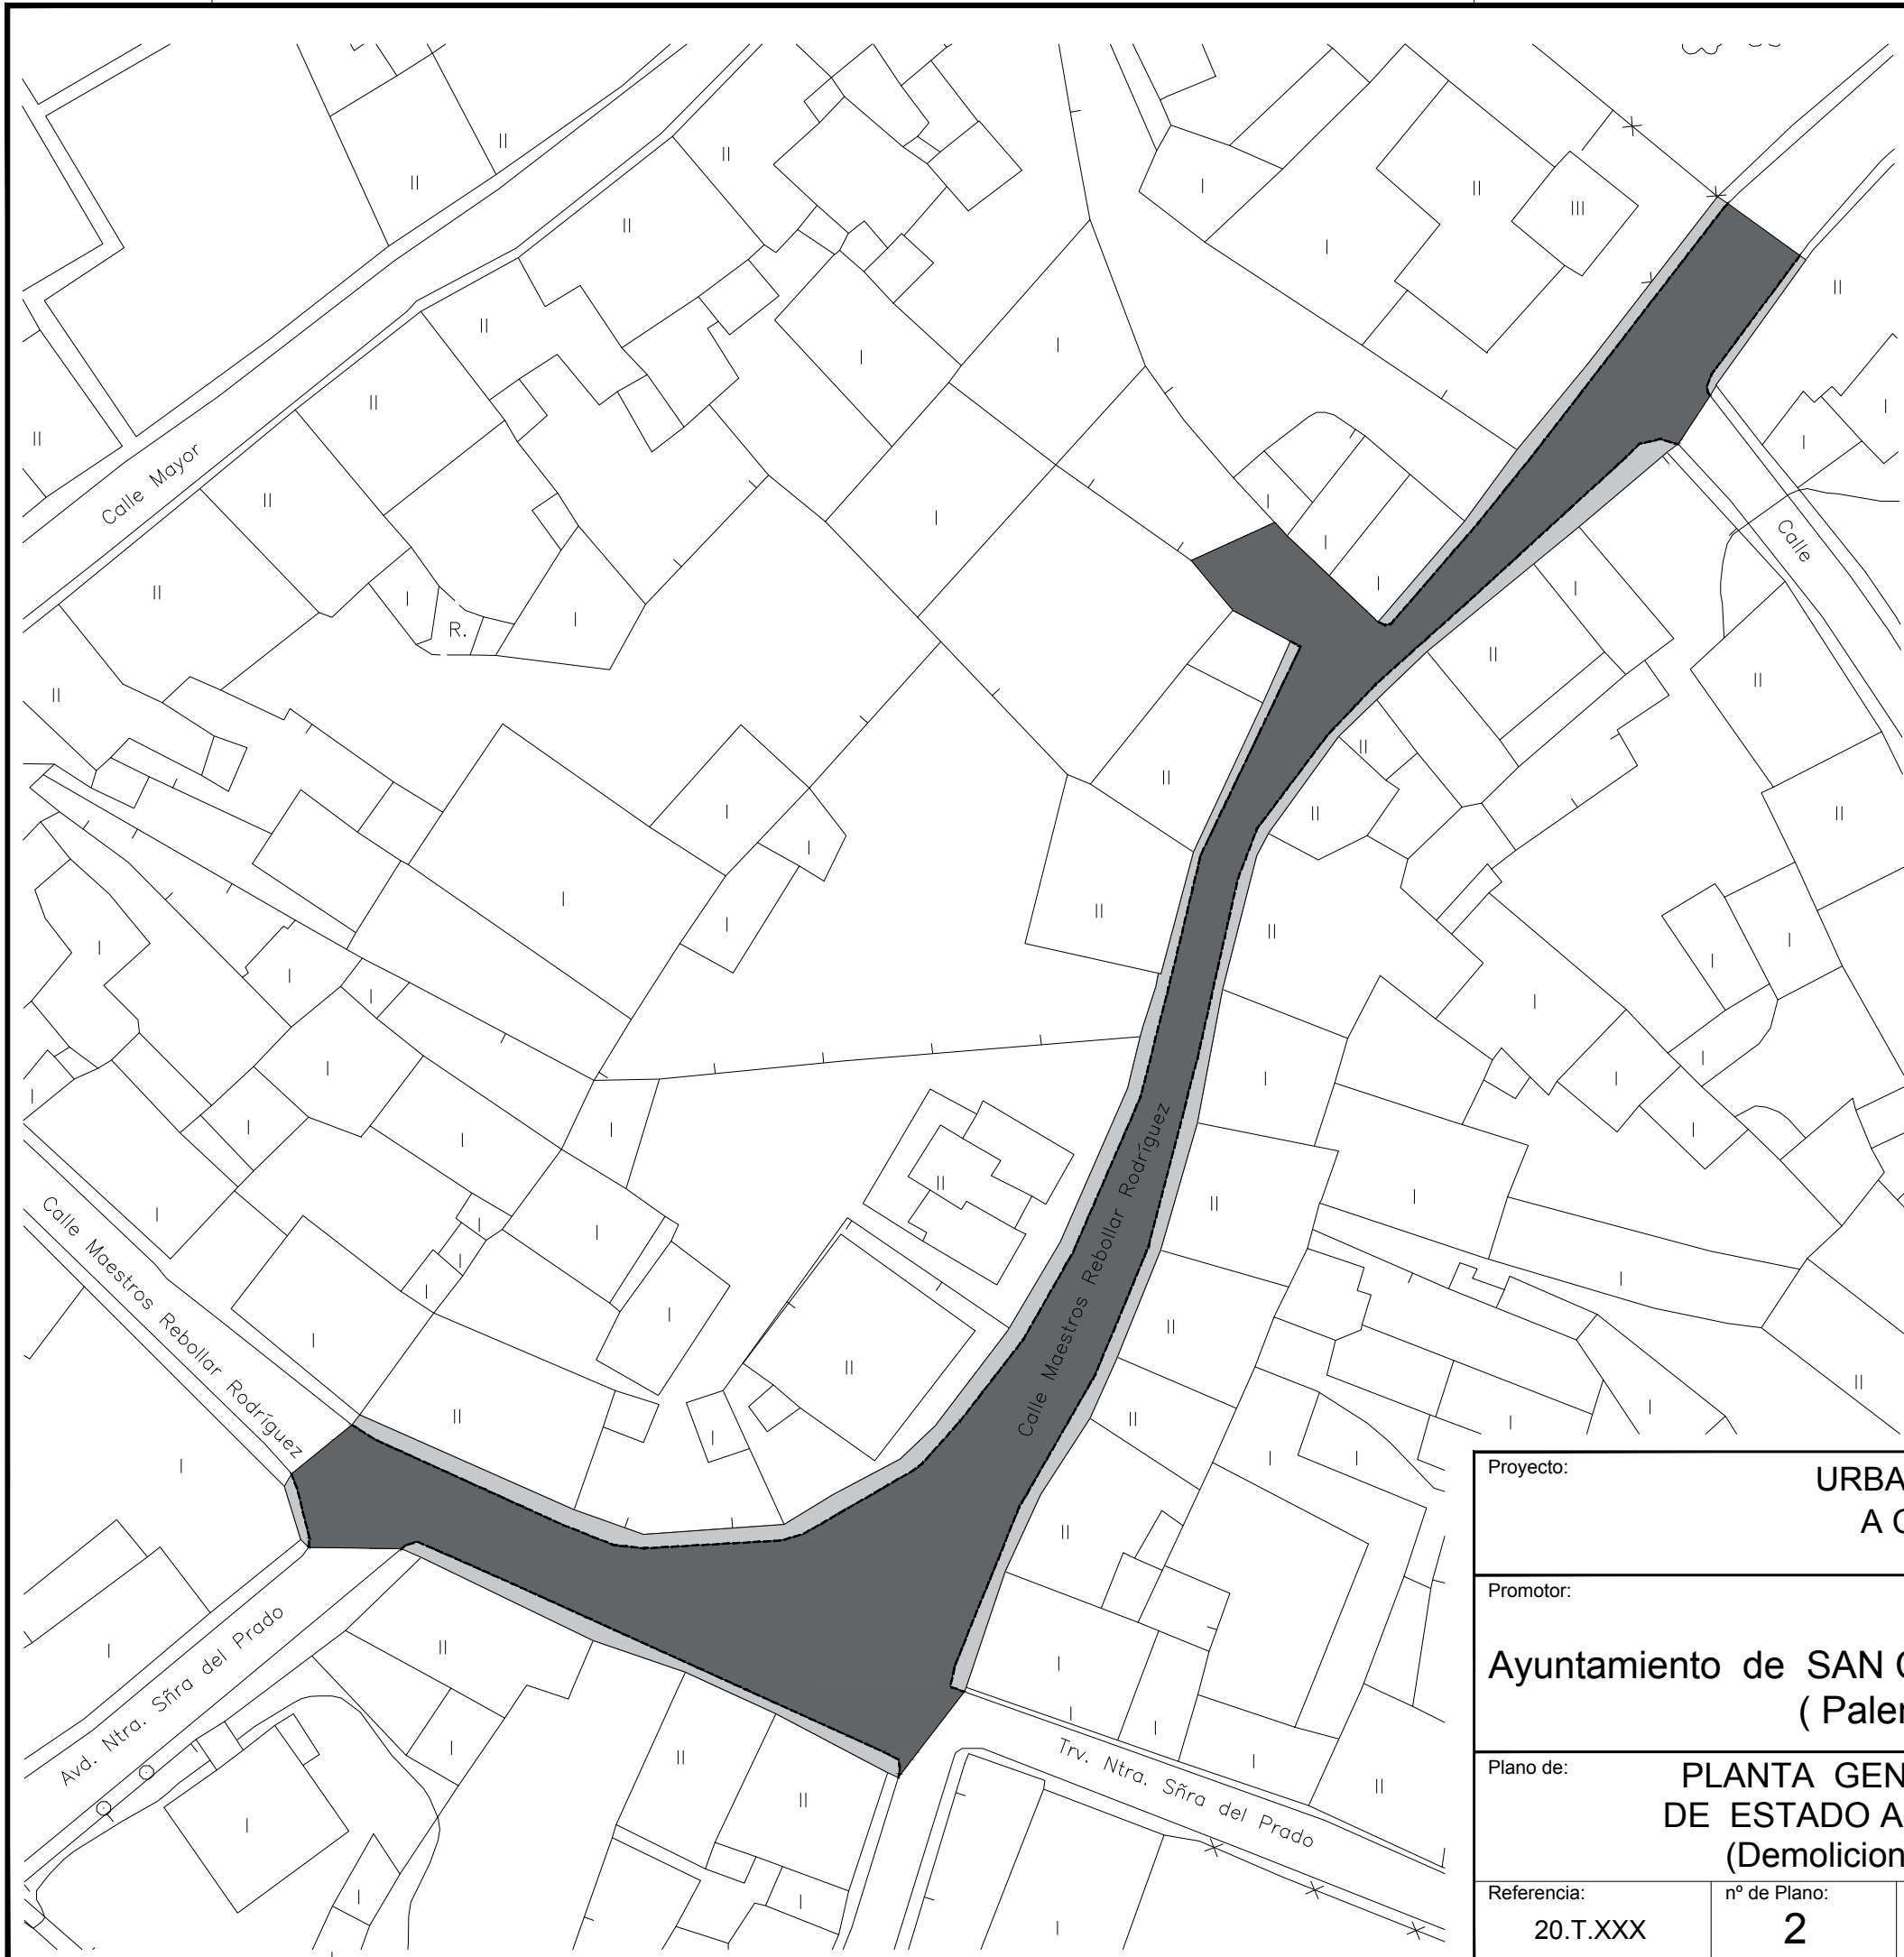 Calle Mayor
Calle
R.
Calle Maestros Rebollar Rodríguez
Calle Maestros Rebollar Rodríguez
Avd. Ntra. Sñra del Prado
Trv. Ntra. Sñra del Prado
Proyecto:
URBA
A C
Promotor:
Ayuntamiento de SAN C
( Palen
Plano de:
PLANTA GEN
DE ESTADO A
(Demolicion
Referencia:
20.T.XXX
nº de Plano:
2